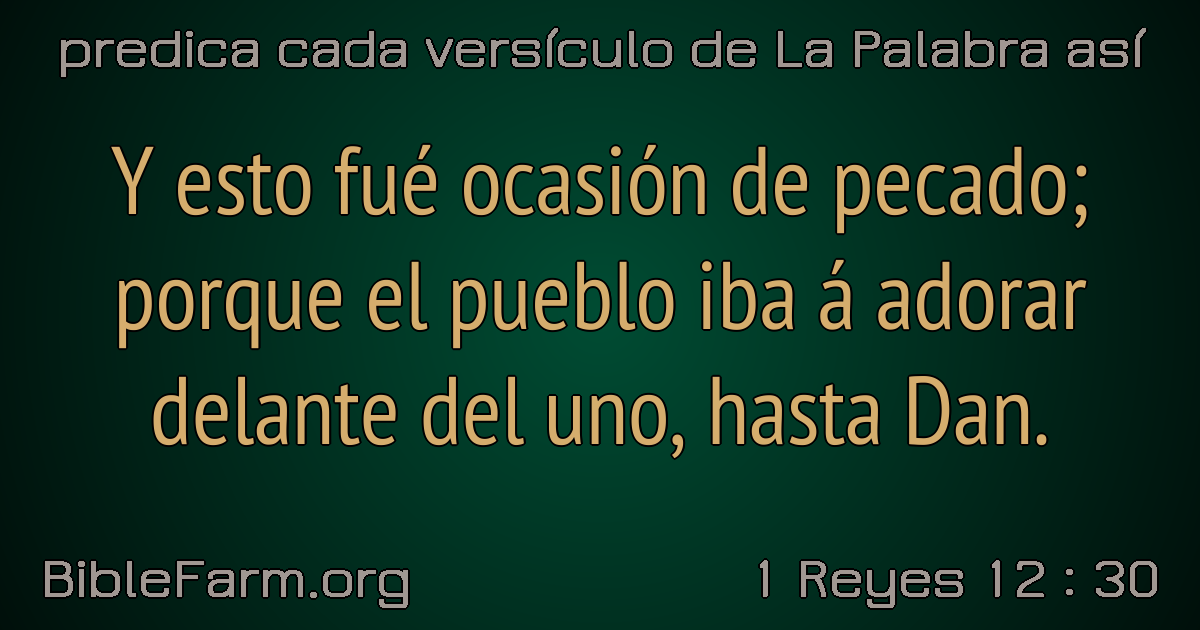 predica cada versículo de La Palabra así
Y esto fué ocasión de pecado;
porque el pueblo iba á adorar
delante del uno, hasta Dan.
BibleFarm.org
1 Reyes 12 : 30